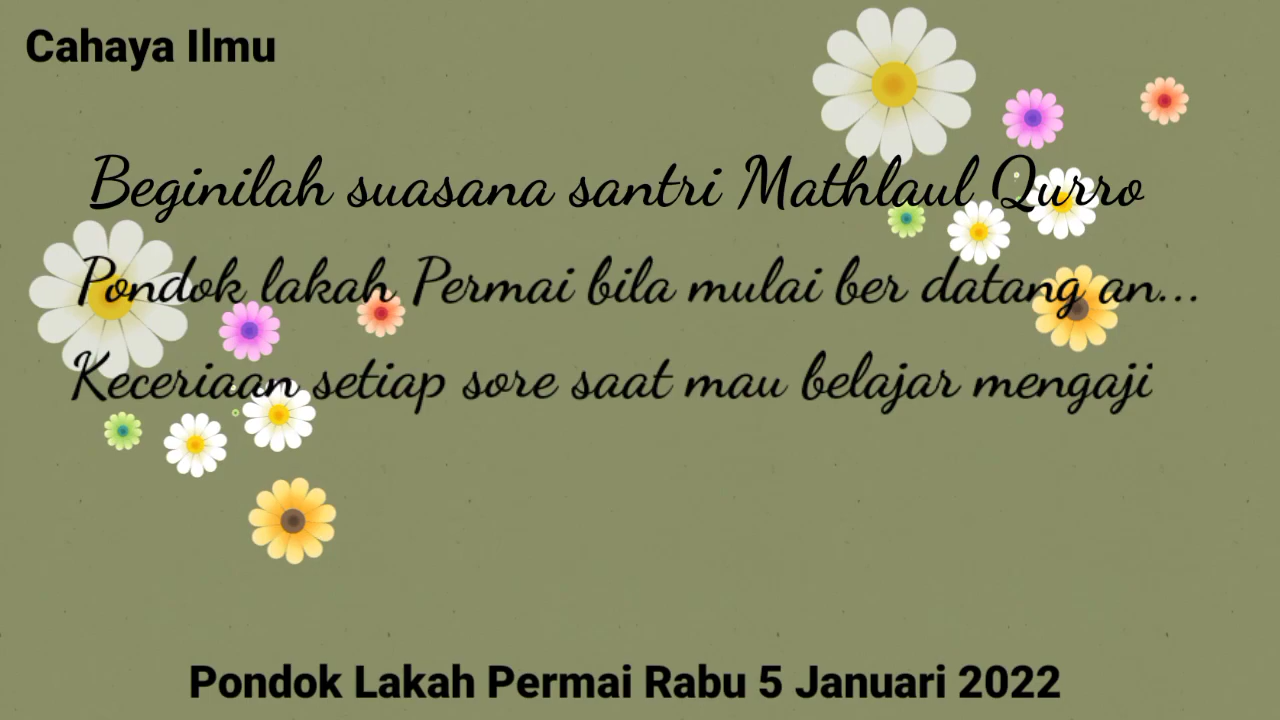 Cahaya Ilmu
Beginilah suasana santri Mathlaul Qurro
Pondok lakah Permai bila mulai ber datang an...
Keceriaan setiap sore saat mau belajar mengaji
Pondok Lakah Permai Rabu 5 Januari 2022